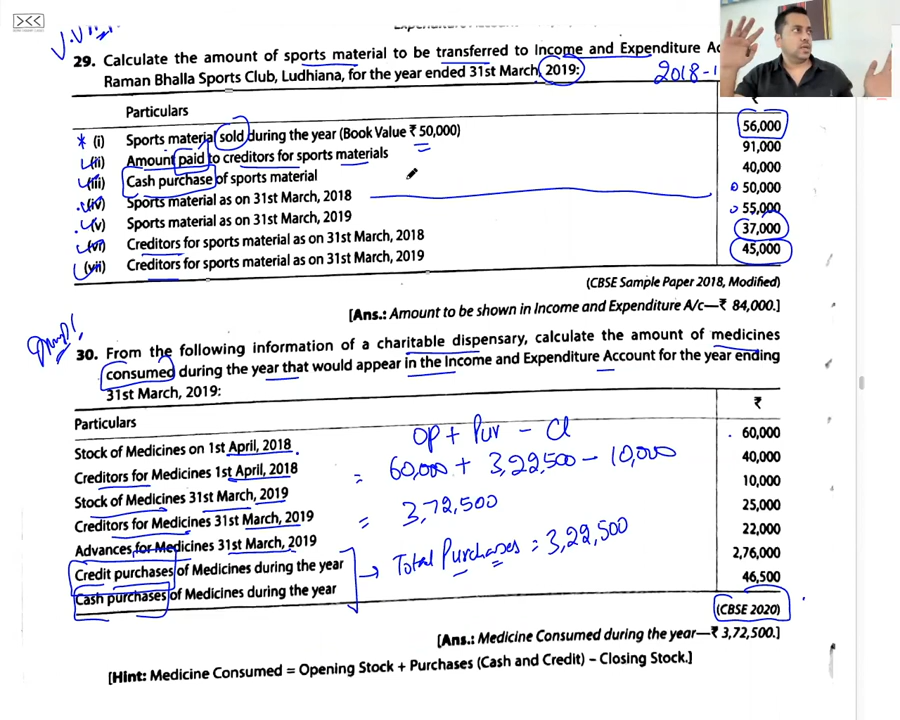 29. Calculate the amount of sports material to be transferred to Income and Expenditure Ac
Raman Bhalla Sports Club, Ludhiana, for the year ended 31st March, 2019: 2018-1
Particulars ₹
* (i) Sports material sold during the year (Book Value ₹ 50,000) 56,000
(ii) Amount paid to creditors for sports materials 91,000
(iii) Cash purchase of sports material 40,000
(iv) Sports material as on 31st March, 2018 50,000
(v) Sports material as on 31st March, 2019 55,000
(vi) Creditors for sports material as on 31st March, 2018 37,000
(vii) Creditors for sports material as on 31st March, 2019 45,000
(CBSE Sample Paper 2018, Modified)
[Ans.: Amount to be shown in Income and Expenditure A/c—₹ 84,000.]
30. From the following information of a charitable dispensary, calculate the amount of medicines
consumed during the year that would appear in the Income and Expenditure Account for the year ending
31st March, 2019:
Particulars ₹
Stock of Medicines on 1st April, 2018 60,000
Creditors for Medicines 1st April, 2018 40,000
Stock of Medicines 31st March, 2019 10,000
Creditors for Medicines 31st March, 2019 25,000
Advances for Medicines 31st March, 2019 22,000
Credit purchases of Medicines during the year 2,76,000
Cash purchases of Medicines during the year 46,500
Op + Pur - Cl
= 60,000 + 3,22,500 - 10,000
= 3,72,500
→ Total Purchases = 3,22,500
(CBSE 2020)
[Ans.: Medicine Consumed during the year—₹ 3,72,500.]
[Hint: Medicine Consumed = Opening Stock + Purchases (Cash and Credit) – Closing Stock.]